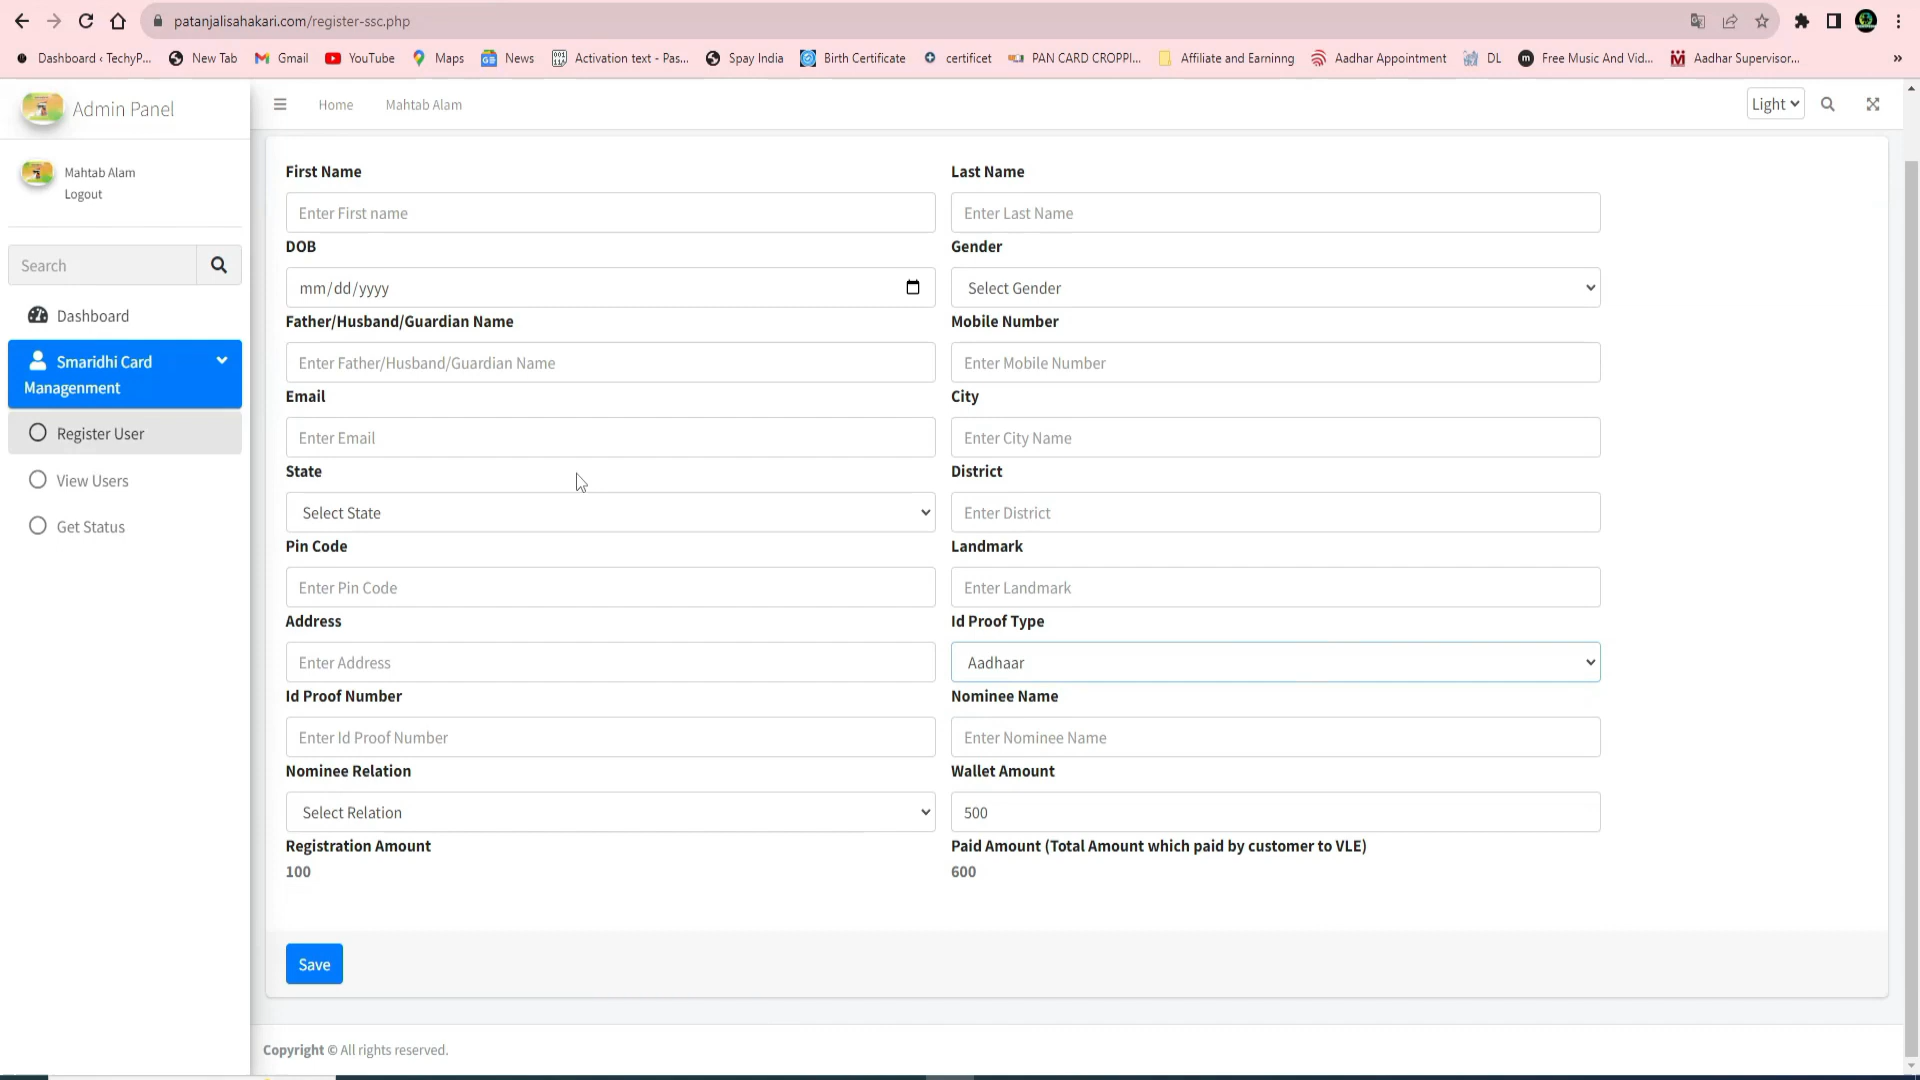 patanjalisahakari.com/register-ssc.php
Dashboard ‹ TechyP... New Tab Gmail YouTube Maps News Activation text - Pas... Spay India Birth Certificate certificet PAN CARD CROPPI... Affiliate and Earninng Aadhar Appointment DL Free Music And Vid... Aadhar Supervisor... »
Admin Panel
Home Mahtab Alam Light
Mahtab Alam
Logout
Search
Dashboard
Smaridhi Card
Managenment
Register User
View Users
Get Status
First Name Last Name
Enter First name Enter Last Name
DOB Gender
mm/dd/yyyy Select Gender
Father/Husband/Guardian Name Mobile Number
Enter Father/Husband/Guardian Name Enter Mobile Number
Email City
Enter Email Enter City Name
State District
Select State Enter District
Pin Code Landmark
Enter Pin Code Enter Landmark
Address Id Proof Type
Enter Address Aadhaar
Id Proof Number Nominee Name
Enter Id Proof Number Enter Nominee Name
Nominee Relation Wallet Amount
Select Relation 500
Registration Amount Paid Amount (Total Amount which paid by customer to VLE)
100 600
Save
Copyright © All rights reserved.